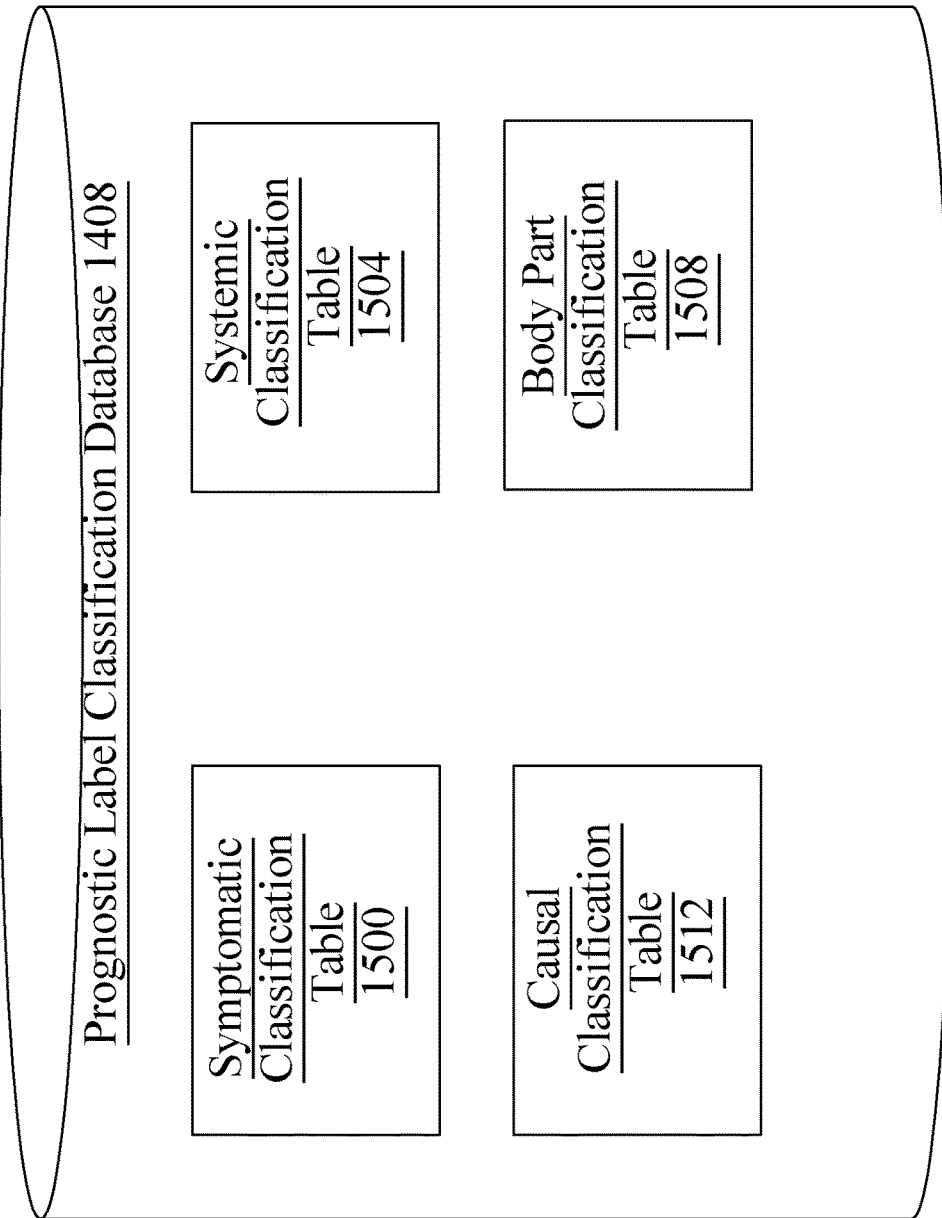 Prognostic Label Classification Database 1408
Symptomatic
Classification
Table
1500
Systemic
Classification
Table
1504
Causal
Classification
Table
1512
Body Part
Classification
Table
1508